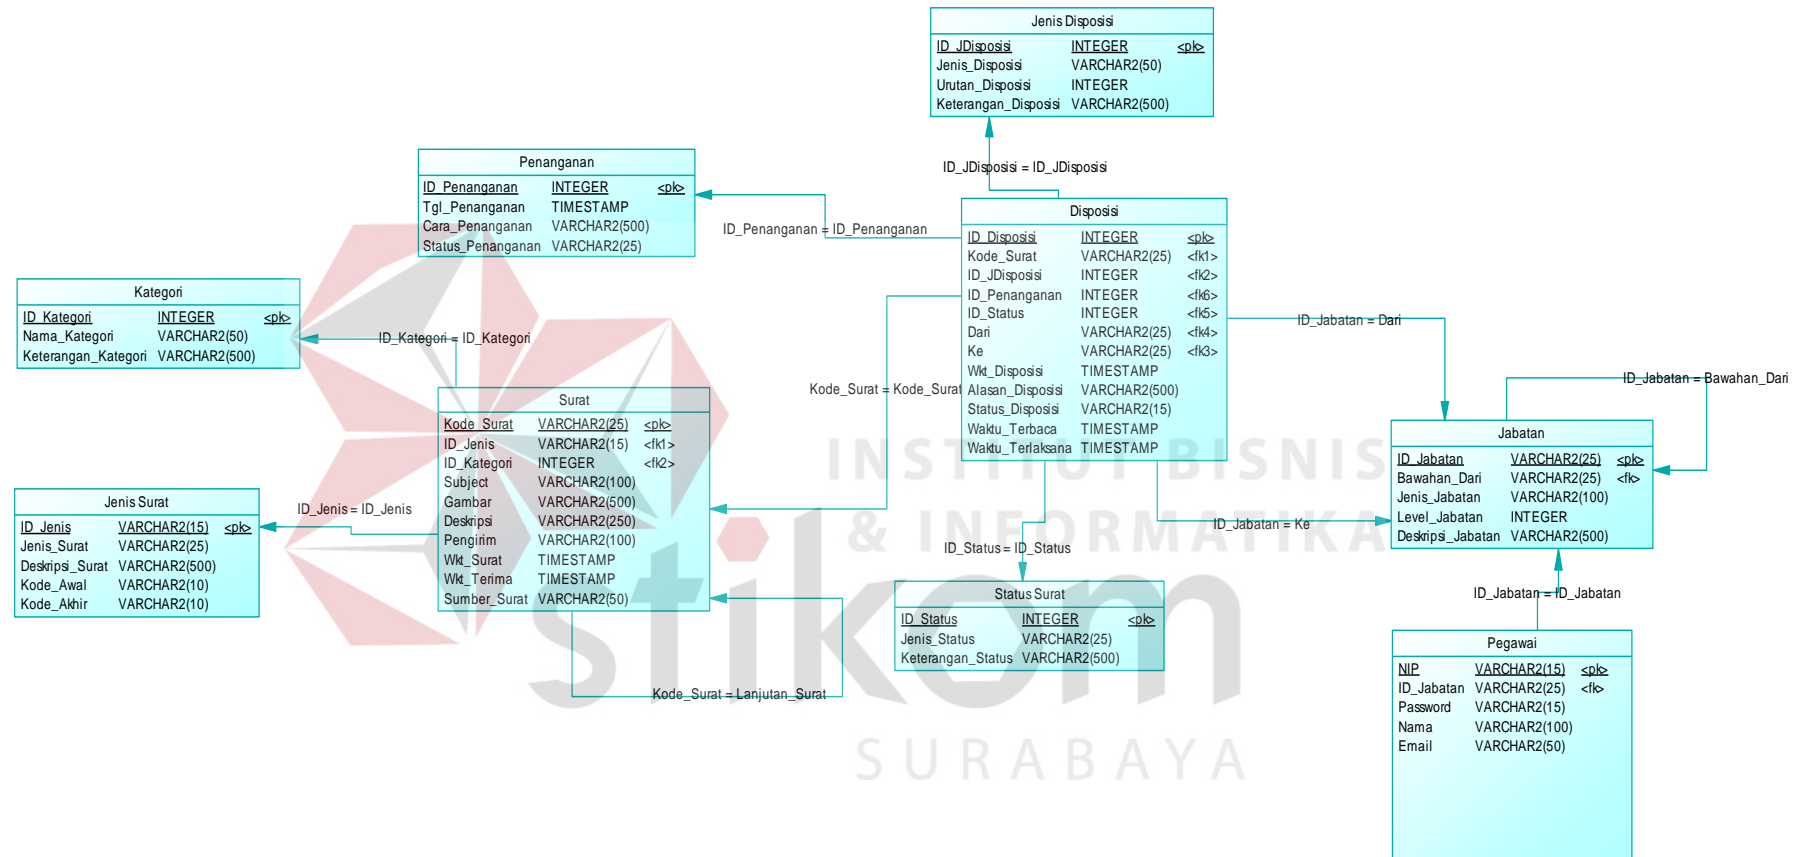 Jenis Disposisi
ID_JDisposisi INTEGER <pk>
Jenis_Disposisi VARCHAR2(50)
Urutan_Disposisi INTEGER
Keterangan_Disposisi VARCHAR2(500)
ID_JDisposisi = ID_JDisposisi
Penanganan
ID_Penanganan INTEGER <pk>
Tgl_Penanganan TIMESTAMP
Cara_Penanganan VARCHAR2(500)
Status_Penanganan VARCHAR2(25)
ID_Penanganan = ID_Penanganan
Disposisi
ID_Disposisi INTEGER <pk>
Kode_Surat VARCHAR2(25) <fk1>
ID_JDisposisi INTEGER <fk2>
ID_Penanganan INTEGER <fk6>
ID_Status INTEGER <fk5>
Dari VARCHAR2(25) <fk4>
Ke VARCHAR2(25) <fk3>
Wkt_Disposisi TIMESTAMP
Alasan_Disposisi VARCHAR2(500)
Status_Disposisi VARCHAR2(15)
Waktu_Terbaca TIMESTAMP
Waktu_Terlaksana TIMESTAMP
Kategori
ID_Kategori INTEGER <pk>
Nama_Kategori VARCHAR2(50)
Keterangan_Kategori VARCHAR2(500)
ID_Kategori = ID_Kategori
ID_Jabatan = Dari
ID_Jabatan = Bawahan_Dari
Kode_Surat = Kode_Surat
Surat
Kode_Surat VARCHAR2(25) <pk>
ID_Jenis VARCHAR2(15) <fk1>
ID_Kategori INTEGER <fk2>
Subject VARCHAR2(100)
Gambar VARCHAR2(500)
Deskripsi VARCHAR2(250)
Pengirim VARCHAR2(100)
Wkt_Surat TIMESTAMP
Wkt_Terima TIMESTAMP
Sumber_Surat VARCHAR2(50)
Jabatan
ID_Jabatan VARCHAR2(25) <pk>
Bawahan_Dari VARCHAR2(25) <fk>
Jenis_Jabatan VARCHAR2(100)
Level_Jabatan INTEGER
Deskripsi_Jabatan VARCHAR2(500)
Jenis Surat
ID_Jenis VARCHAR2(15) <pk>
Jenis_Surat VARCHAR2(25)
Deskripsi_Surat VARCHAR2(500)
Kode_Awal VARCHAR2(10)
Kode_Akhir VARCHAR2(10)
ID_Jenis = ID_Jenis
ID_Jabatan = Ke
ID_Status = ID_Status
Status Surat
ID_Status INTEGER <pk>
Jenis_Status VARCHAR2(25)
Keterangan_Status VARCHAR2(500)
ID_Jabatan = ID_Jabatan
Pegawai
NIP VARCHAR2(15) <pk>
ID_Jabatan VARCHAR2(25) <fk>
Password VARCHAR2(15)
Nama VARCHAR2(100)
Email VARCHAR2(50)
Kode_Surat = Lanjutan_Surat
INSTITUT BISNIS
& INFORMATIKA
stikom
SURABAYA